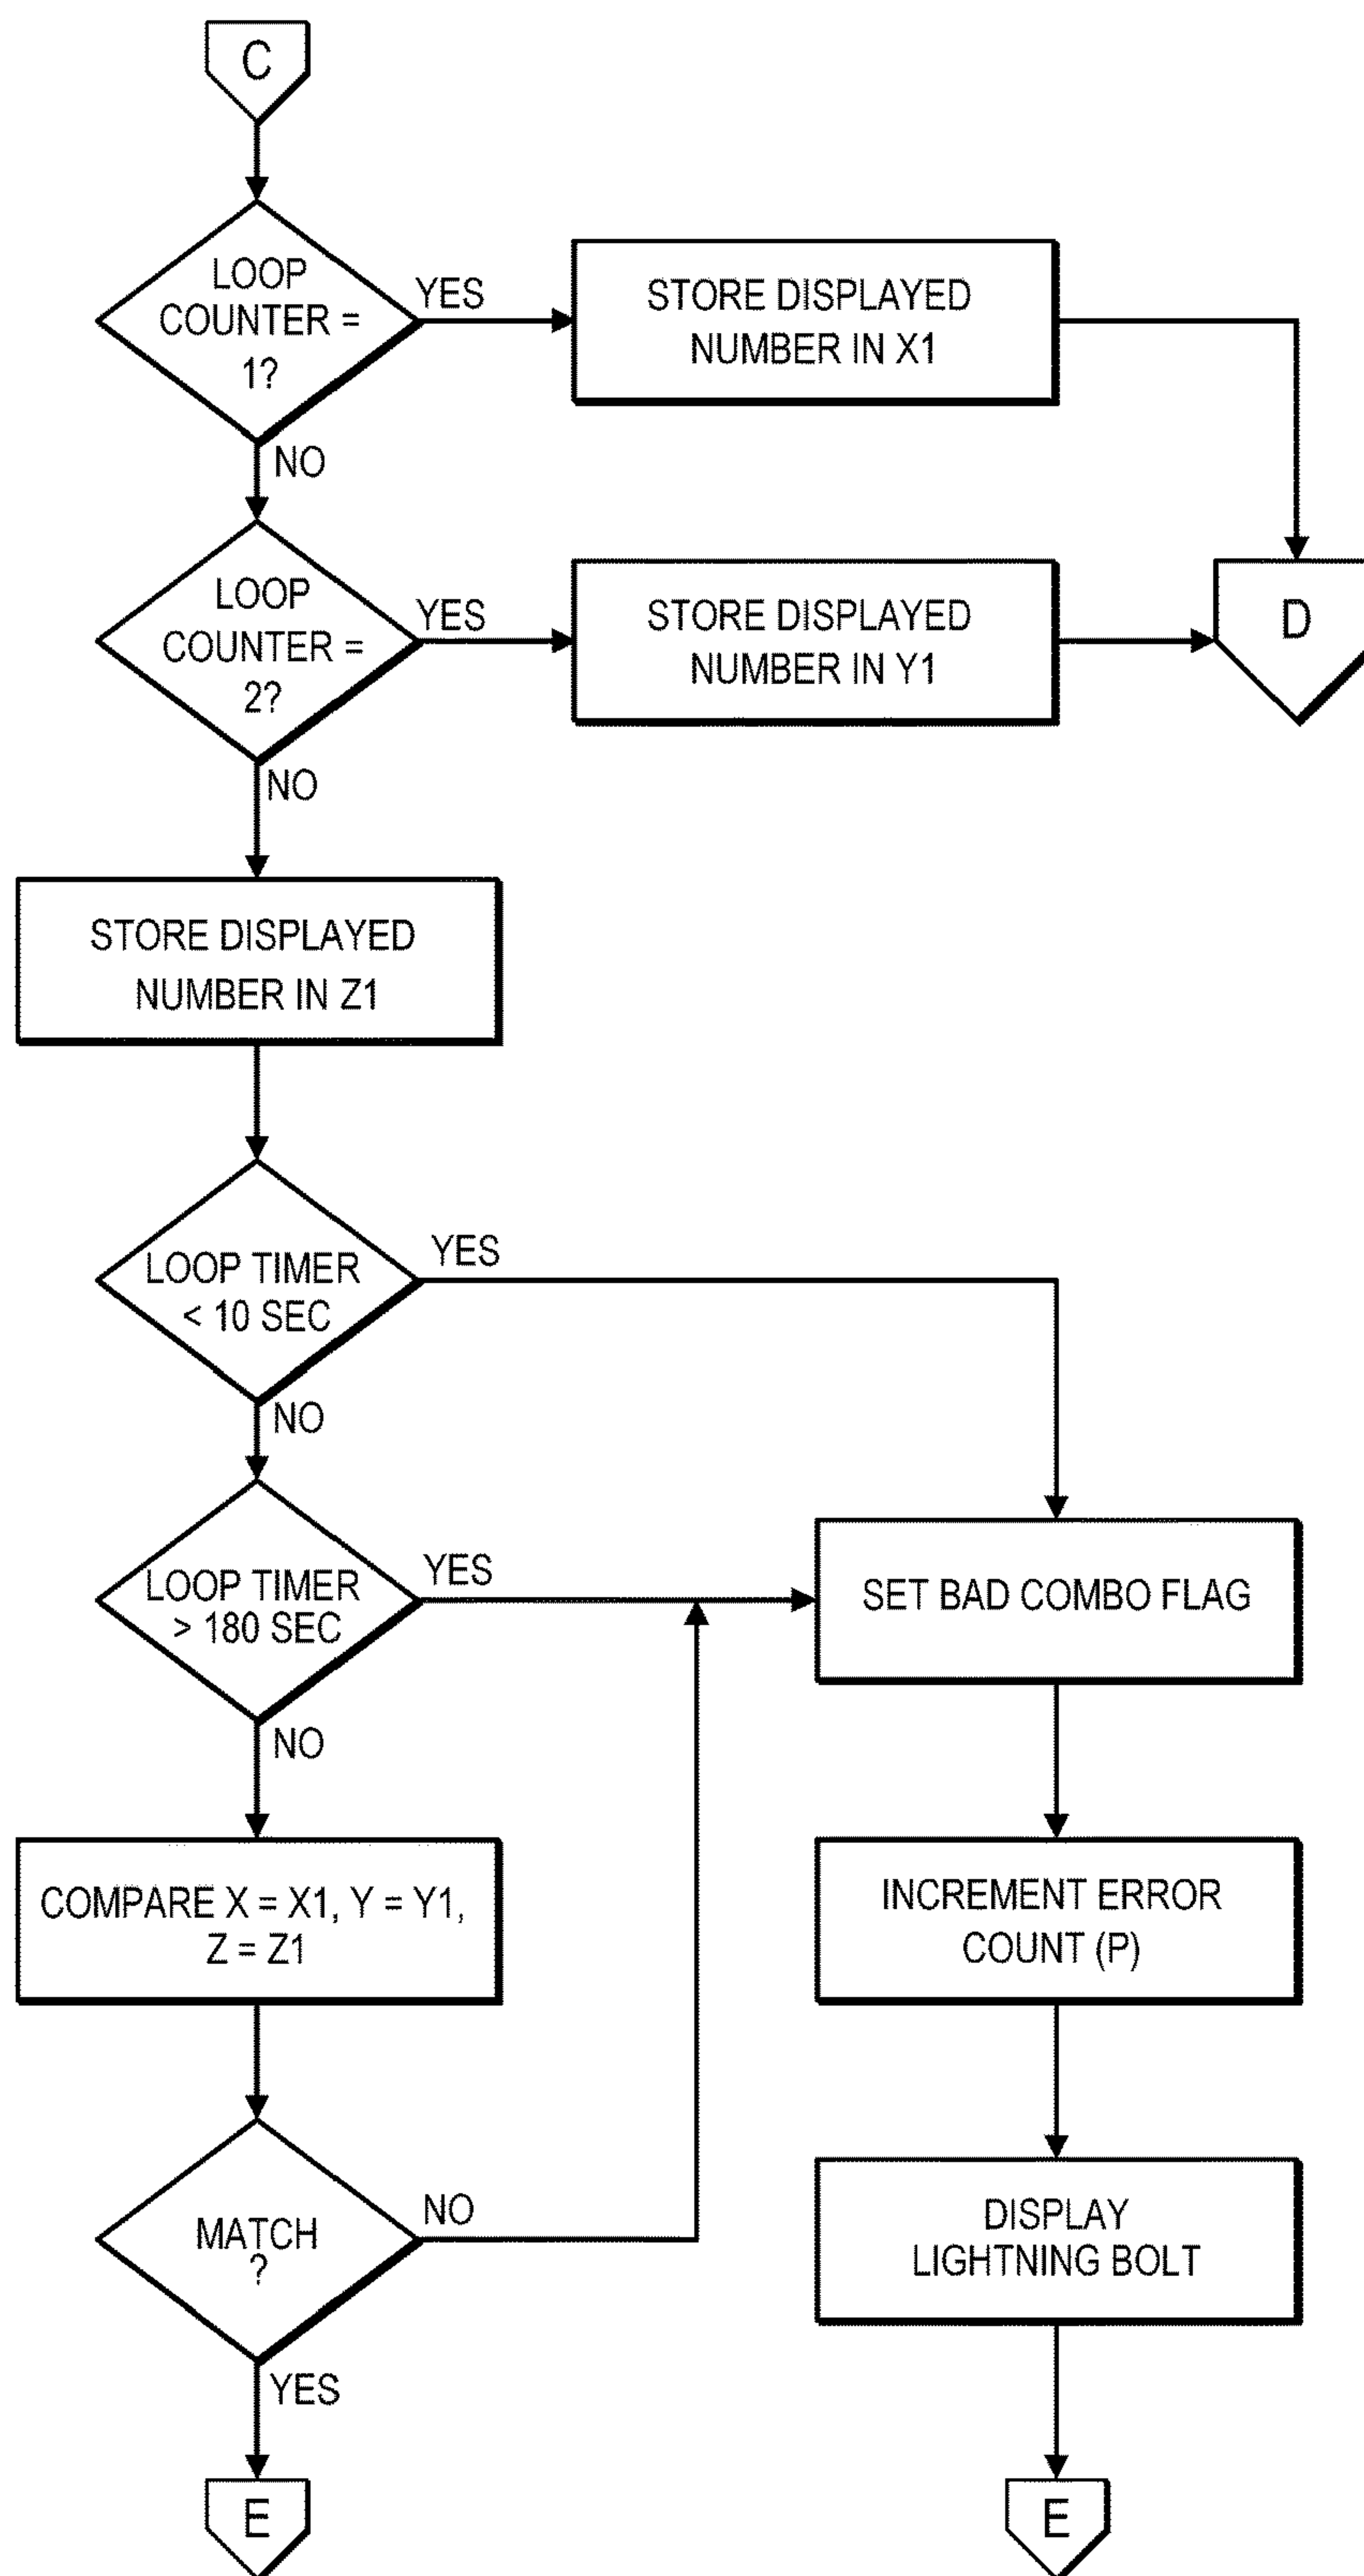 C
LOOP
COUNTER =
1?
YES
STORE DISPLAYED
NUMBER IN X1
NO
LOOP
COUNTER =
2?
YES
STORE DISPLAYED
NUMBER IN Y1
D
NO
STORE DISPLAYED
NUMBER IN Z1
LOOP TIMER
< 10 SEC
YES
NO
LOOP TIMER
> 180 SEC
YES
SET BAD COMBO FLAG
NO
COMPARE X = X1, Y = Y1,
Z = Z1
INCREMENT ERROR
COUNT (P)
MATCH
?
NO
DISPLAY
LIGHTNING BOLT
YES
E
E